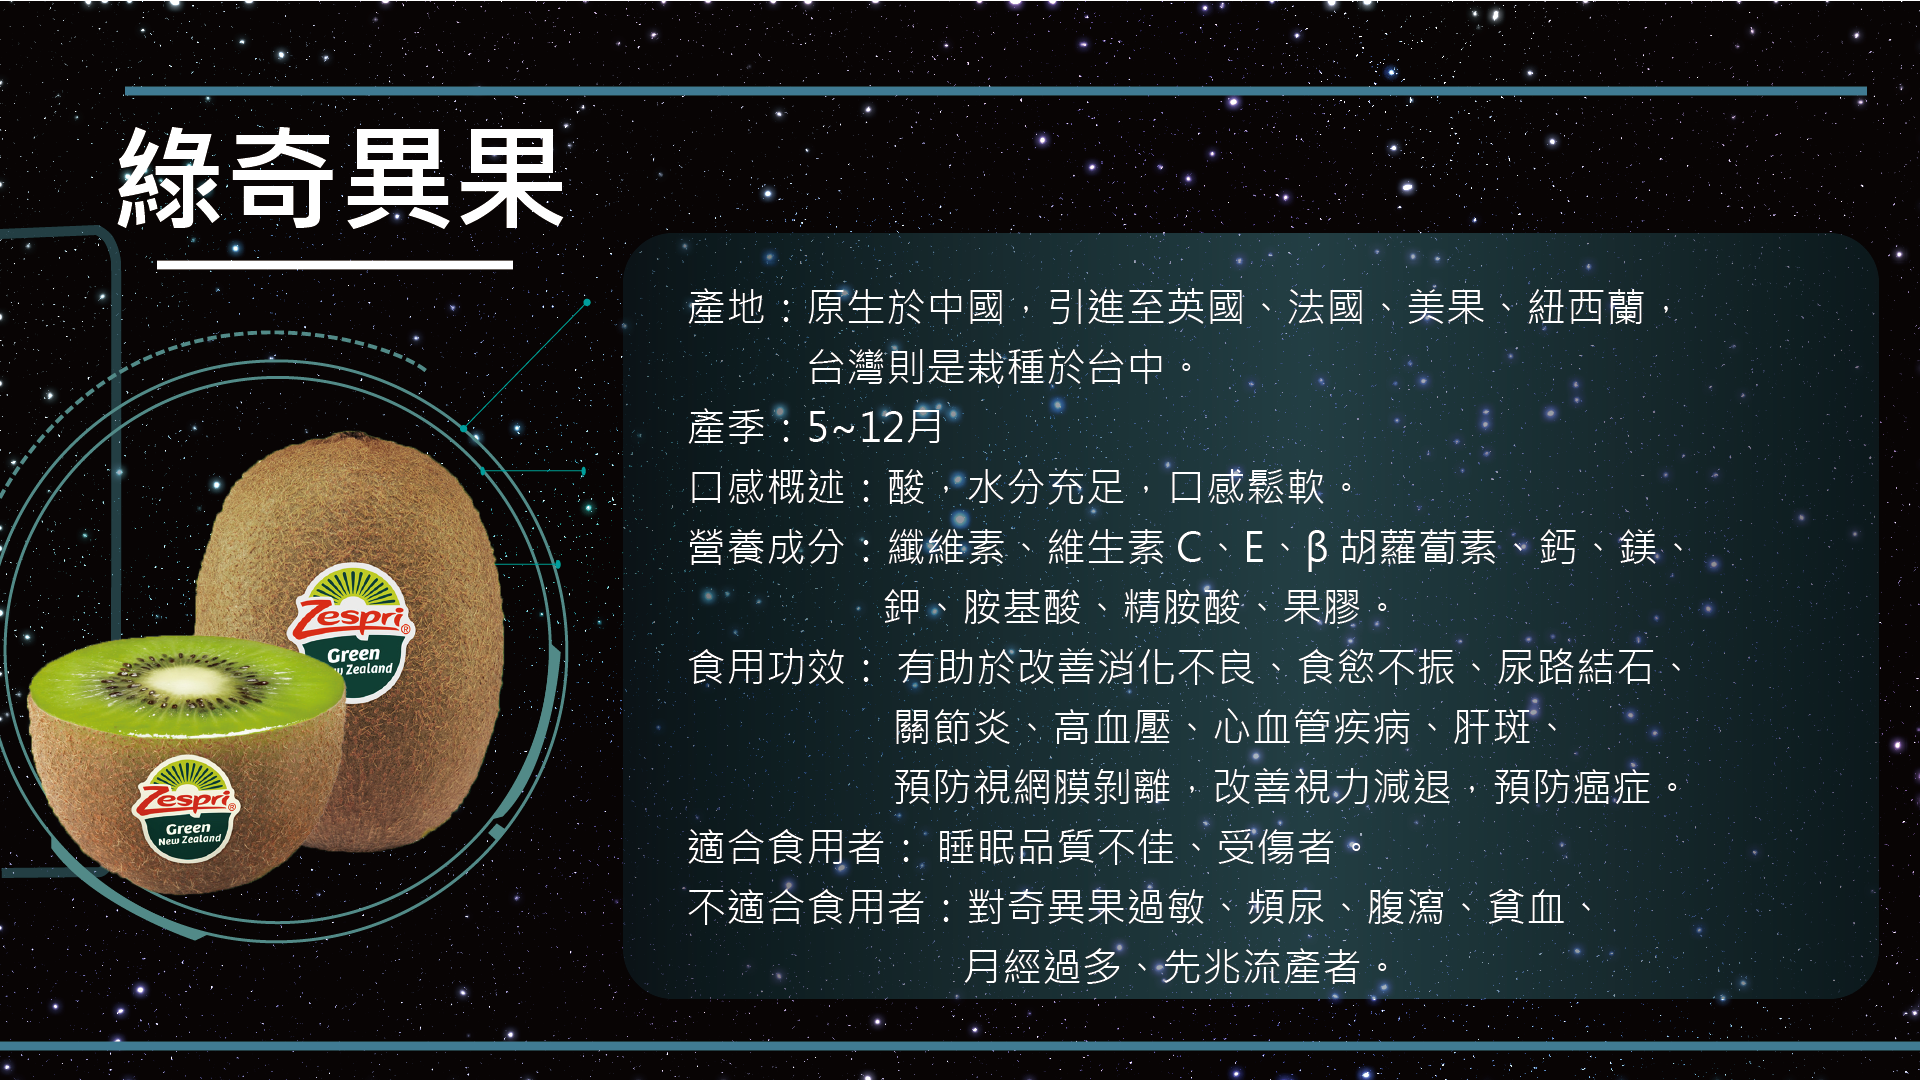 綠奇異果
產地：原生於中國，引進至英國、法國、美果、紐西蘭，
台灣則是栽種於台中。
產季：5~12月
口感概述：酸，水分充足，口感鬆軟。
營養成分：纖維素、維生素 C、E、β 胡蘿蔔素、鈣、鎂、
鉀、胺基酸、精胺酸、果膠。
食用功效： 有助於改善消化不良、食慾不振、尿路結石、
關節炎、高血壓、心血管疾病、肝斑、
預防視網膜剝離，改善視力減退，預防癌症。
適合食用者： 睡眠品質不佳、受傷者。
不適合食用者：對奇異果過敏、頻尿、腹瀉、貧血、
月經過多、先兆流產者。
Zespri®
Green
w Zealand
Zespri®
Green
New Zealand